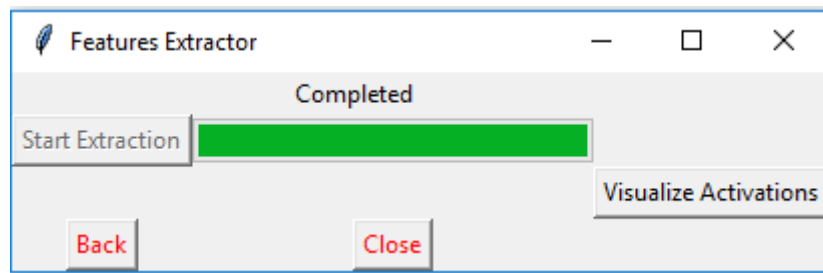 Features Extractor
Completed
Start Extraction
Visualize Activations
Back
Close